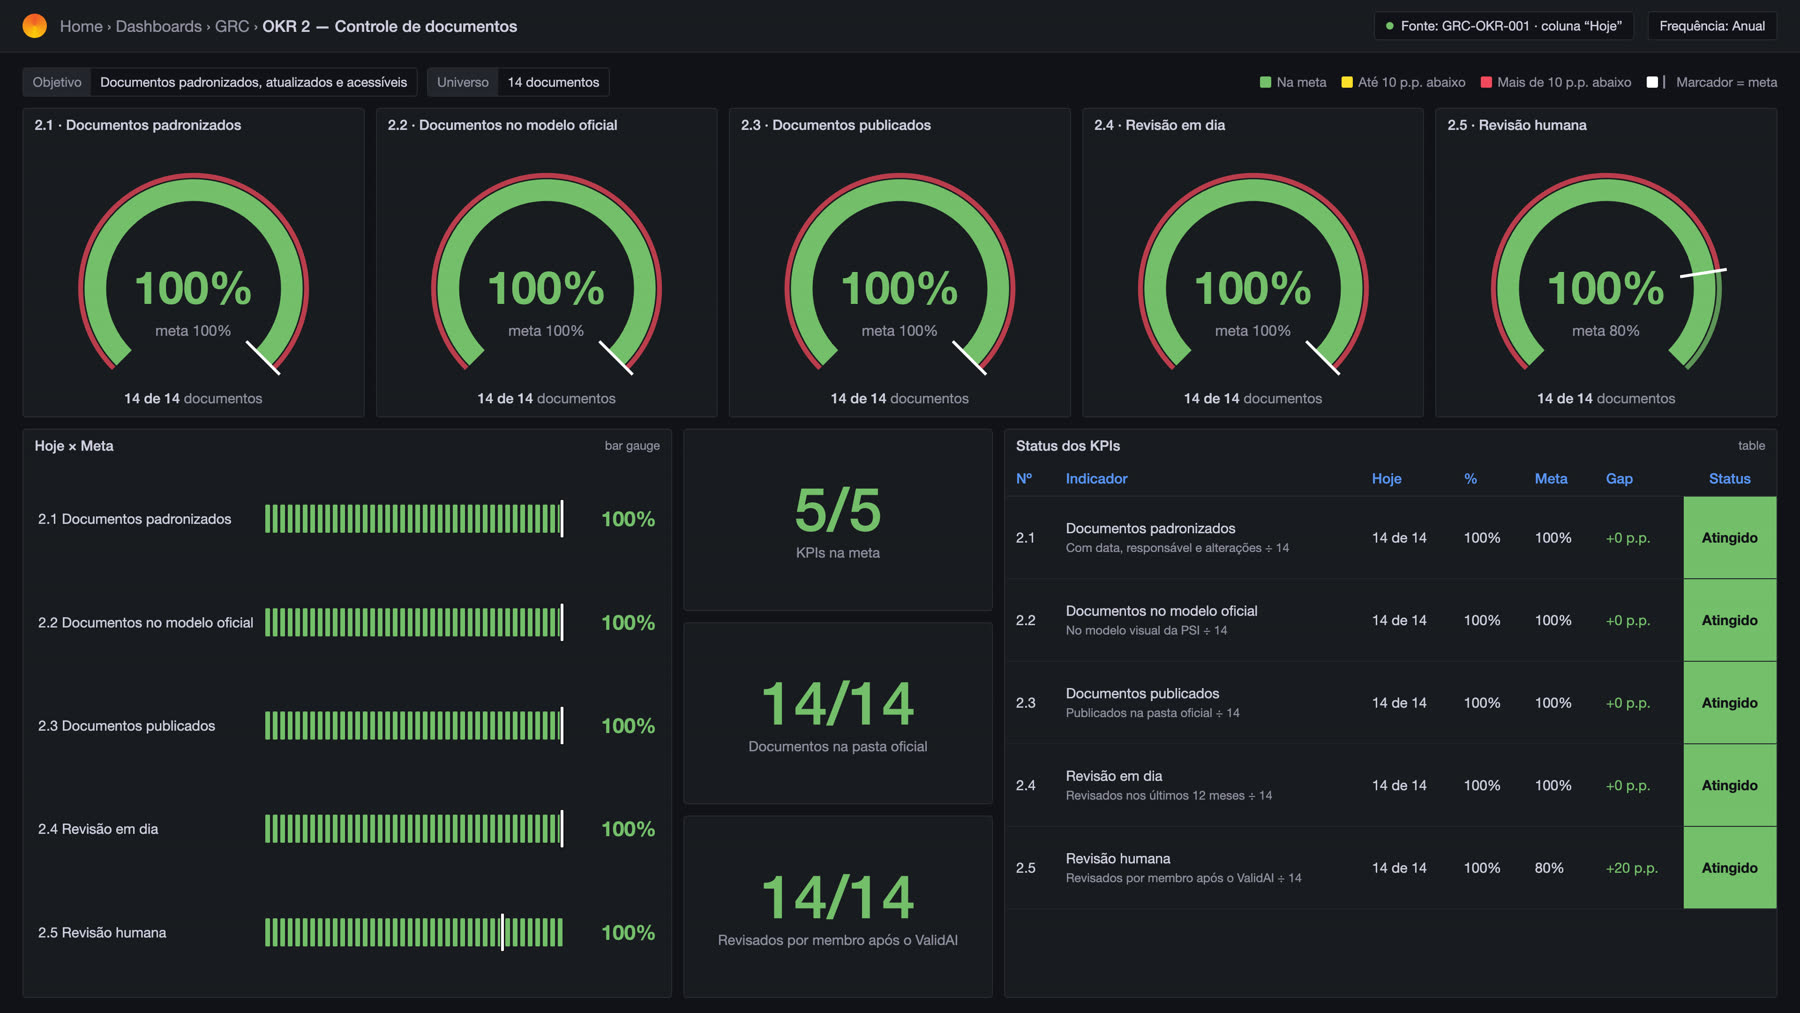 Home › Dashboards › GRC › OKR 2 — Controle de documentos
Fonte: GRC-OKR-001 · coluna “Hoje”
Frequência: Anual
Objetivo Documentos padronizados, atualizados e acessíveis
Universo 14 documentos
Na meta
Até 10 p.p. abaixo
Mais de 10 p.p. abaixo
Marcador = meta
2.1 · Documentos padronizados
100%
meta 100%
14 de 14 documentos
2.2 · Documentos no modelo oficial
100%
meta 100%
14 de 14 documentos
2.3 · Documentos publicados
100%
meta 100%
14 de 14 documentos
2.4 · Revisão em dia
100%
meta 100%
14 de 14 documentos
2.5 · Revisão humana
100%
meta 80%
14 de 14 documentos
Hoje × Meta
bar gauge
2.1 Documentos padronizados 100%
2.2 Documentos no modelo oficial 100%
2.3 Documentos publicados 100%
2.4 Revisão em dia 100%
2.5 Revisão humana 100%
5/5
KPIs na meta
14/14
Documentos na pasta oficial
14/14
Revisados por membro após o ValidAI
Status dos KPIs
table
Nº Indicador Hoje % Meta Gap Status
2.1 Documentos padronizados 14 de 14 100% 100% +0 p.p. Atingido
Com data, responsável e alterações ÷ 14
2.2 Documentos no modelo oficial 14 de 14 100% 100% +0 p.p. Atingido
No modelo visual da PSI ÷ 14
2.3 Documentos publicados 14 de 14 100% 100% +0 p.p. Atingido
Publicados na pasta oficial ÷ 14
2.4 Revisão em dia 14 de 14 100% 100% +0 p.p. Atingido
Revisados nos últimos 12 meses ÷ 14
2.5 Revisão humana 14 de 14 100% 80% +20 p.p. Atingido
Revisados por membro após o ValidAI ÷ 14